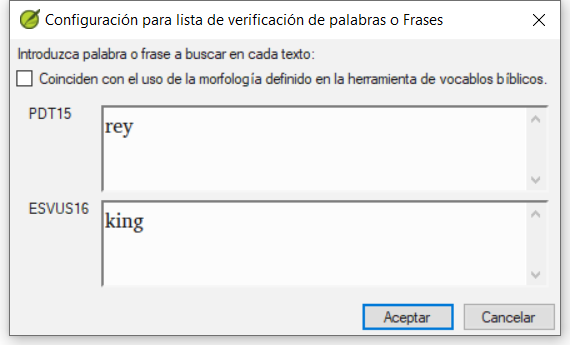 Configuración para lista de verificación de palabras o Frases
Introduzca palabra o frase a buscar en cada texto:
Coinciden con el uso de la morfología definido en la herramienta de vocablos bíblicos.
PDT15
rey
ESVUS16
king
Aceptar
Cancelar